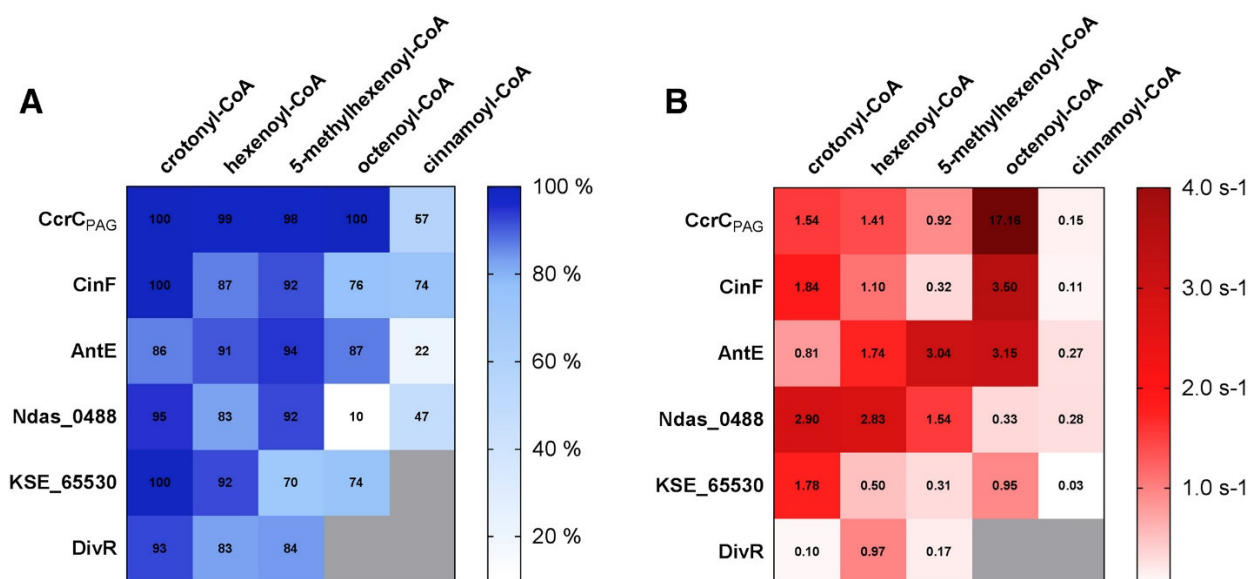 A
crotonyl-CoA
hexenoyl-CoA
5-methylhexenoyl-CoA
octenoyl-CoA
cinnamoyl-CoA
CcrCPAG 100 99 98 100 57
CinF 100 87 92 76 74
AntE 86 91 94 87 22
Ndas_0488 95 83 92 10 47
KSE_65530 100 92 70 74
DivR 93 83 84
100 %
80 %
60 %
40 %
20 %
B
crotonyl-CoA
hexenoyl-CoA
5-methylhexenoyl-CoA
octenoyl-CoA
cinnamoyl-CoA
CcrCPAG 1.54 1.41 0.92 17.16 0.15
CinF 1.84 1.10 0.32 3.50 0.11
AntE 0.81 1.74 3.04 3.15 0.27
Ndas_0488 2.90 2.83 1.54 0.33 0.28
KSE_65530 1.78 0.50 0.31 0.95 0.03
DivR 0.10 0.97 0.17
4.0 s-1
3.0 s-1
2.0 s-1
1.0 s-1